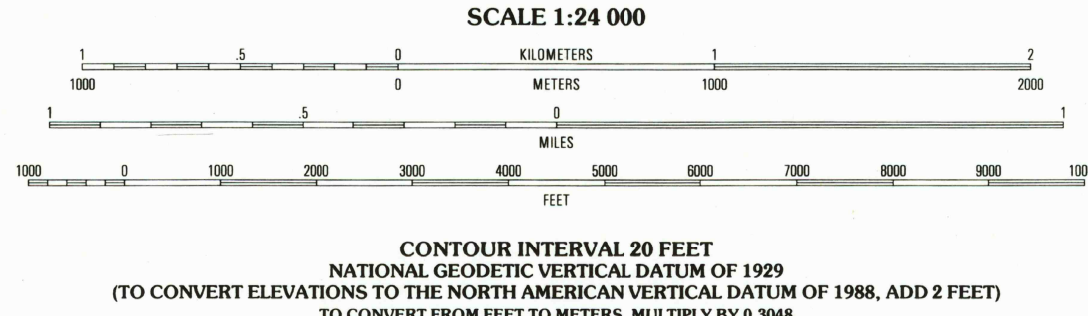 SCALE 1:24 000
1 .5 0 KILOMETERS 1 2
1000 0 METERS 1000 2000
1 .5 0 1
MILES
1000 0 1000 2000 3000 4000 5000 6000 7000 8000 9000 100
FEET
CONTOUR INTERVAL 20 FEET
NATIONAL GEODETIC VERTICAL DATUM OF 1929
(TO CONVERT ELEVATIONS TO THE NORTH AMERICAN VERTICAL DATUM OF 1988, ADD 2 FEET)
TO CONVERT FROM FEET TO METERS, MULTIPLY BY 0.3048